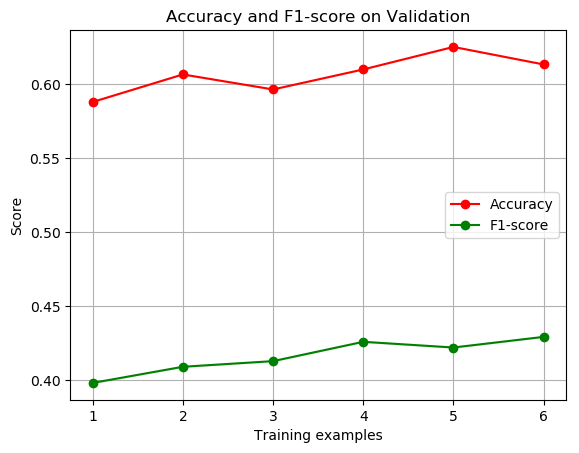 Accuracy and F1-score on Validation
0.60
0.55
0.50
0.45
0.40
Score
Accuracy
F1-score
1 2 3 4 5 6
Training examples